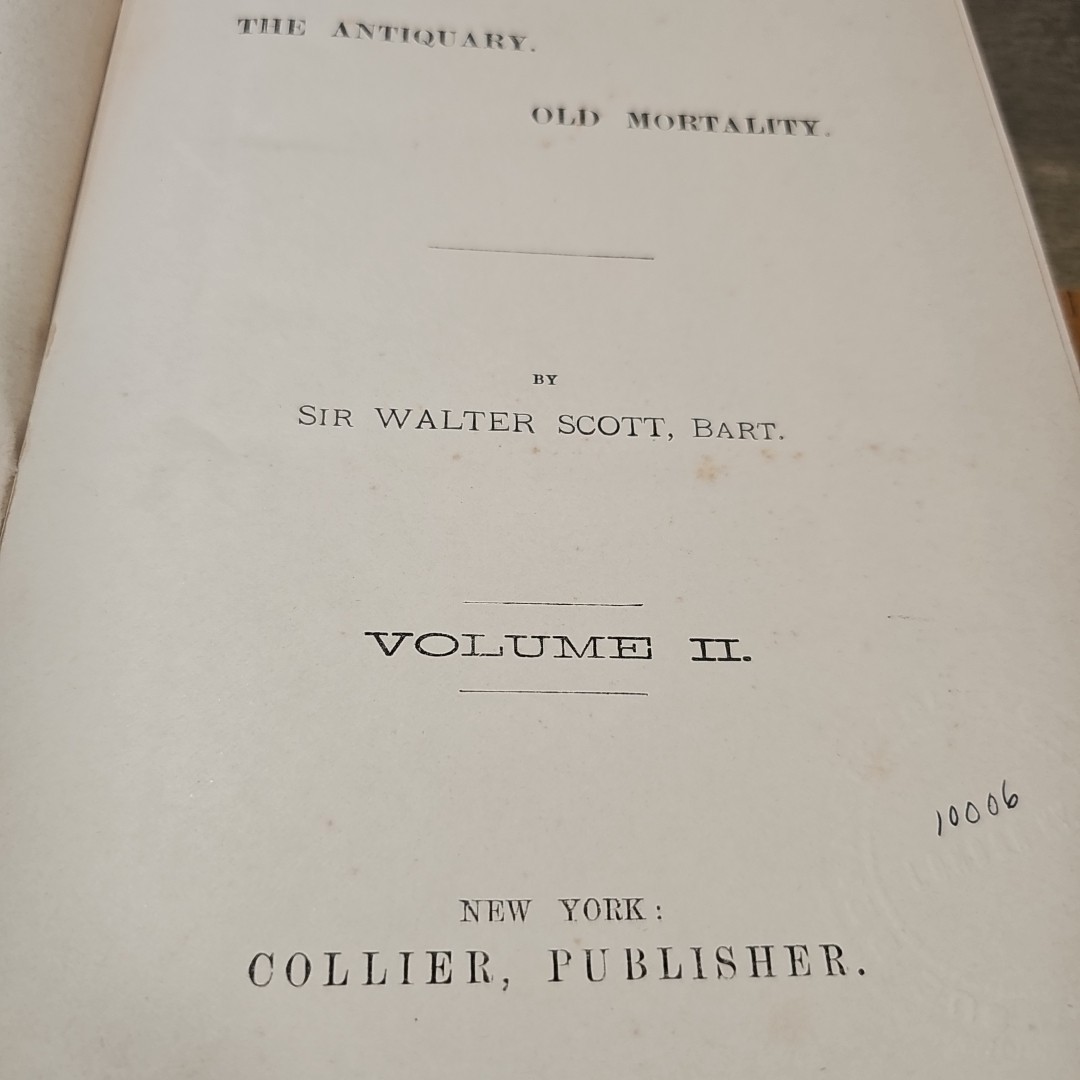 THE ANTIQUARY.
OLD MORTALITY.
BY
SIR WALTER SCOTT, BART.
VOLUME II.
10006
NEW YORK:
COLLIER, PUBLISHER.